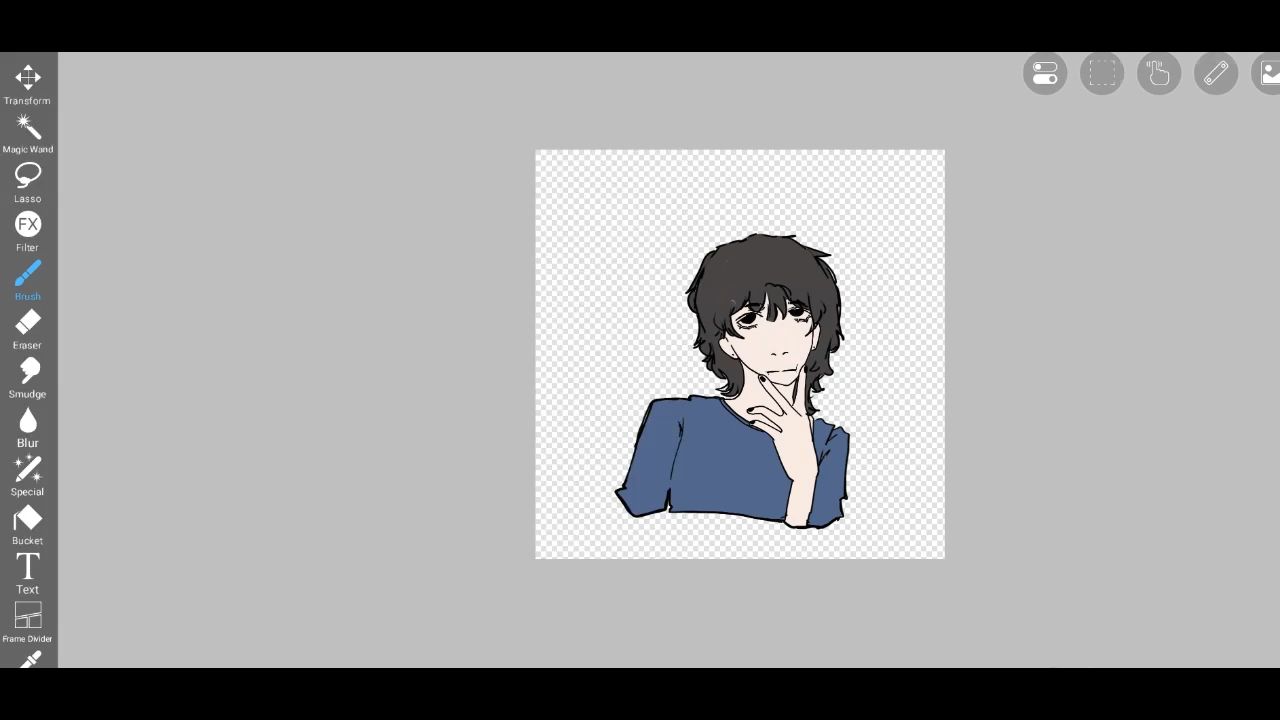 Transform
Magic Wand
Lasso
FX
Filter
Brush
Eraser
Smudge
Blur
Special
Bucket
T
Text
Frame Divider